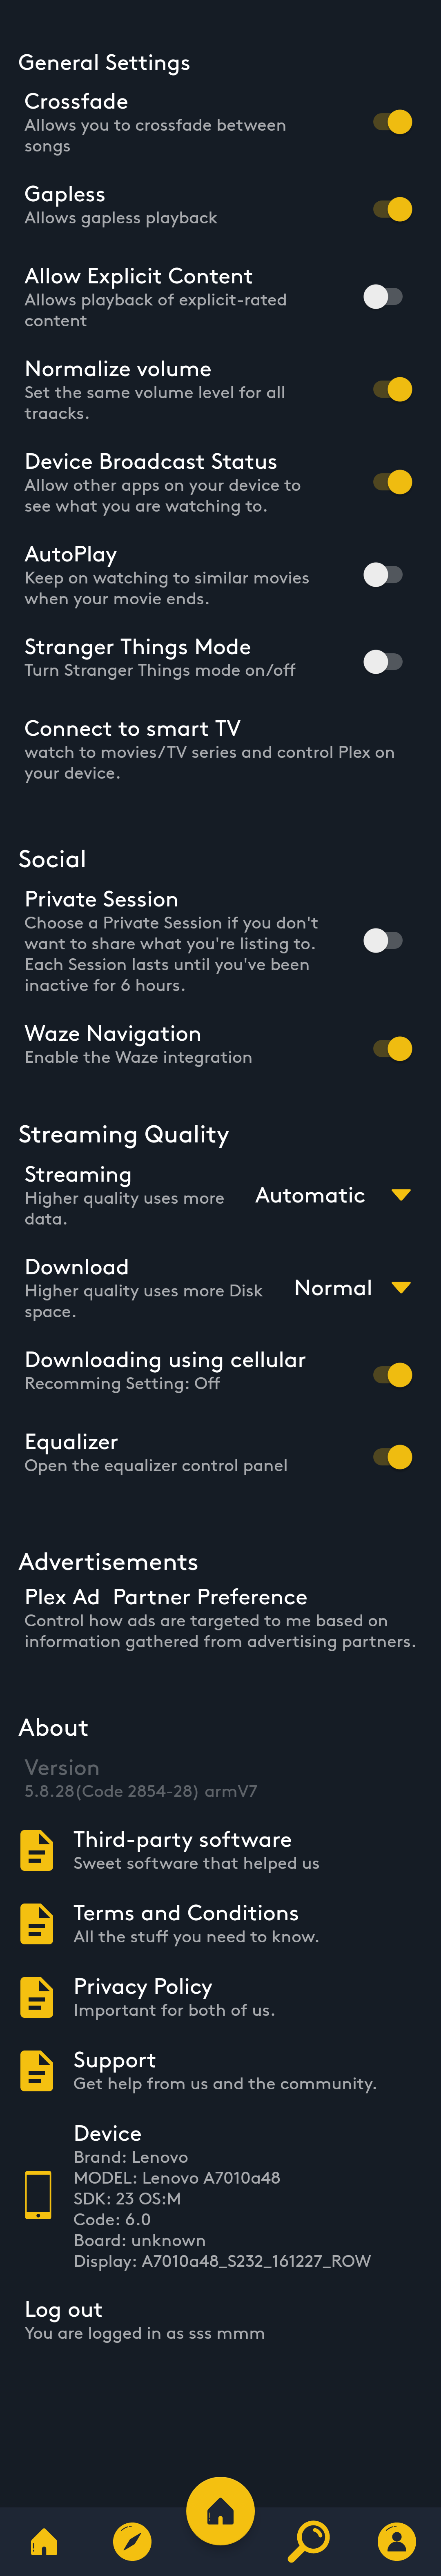 General Settings
Crossfade
Allows you to crossfade between
songs
Gapless
Allows gapless playback
Allow Explicit Content
Allows playback of explicit-rated
content
Normalize volume
Set the same volume level for all
traacks.
Device Broadcast Status
Allow other apps on your device to
see what you are watching to.
AutoPlay
Keep on watching to similar movies
when your movie ends.
Stranger Things Mode
Turn Stranger Things mode on/off
Connect to smart TV
watch to movies/TV series and control Plex on
your device.
Social
Private Session
Choose a Private Session if you don't
want to share what you're listing to.
Each Session lasts until you've been
inactive for 6 hours.
Waze Navigation
Enable the Waze integration
Streaming Quality
Streaming
Higher quality uses more
data.
Automatic
Download
Higher quality uses more Disk
space.
Normal
Downloading using cellular
Recomming Setting: Off
Equalizer
Open the equalizer control panel
Advertisements
Plex Ad Partner Preference
Control how ads are targeted to me based on
information gathered from advertising partners.
About
Version
5.8.28(Code 2854-28) armV7
Third-party software
Sweet software that helped us
Terms and Conditions
All the stuff you need to know.
Privacy Policy
Important for both of us.
Support
Get help from us and the community.
Device
Brand: Lenovo
MODEL: Lenovo A7010a48
SDK: 23 OS:M
Code: 6.0
Board: unknown
Display: A7010a48_S232_161227_ROW
Log out
You are logged in as sss mmm